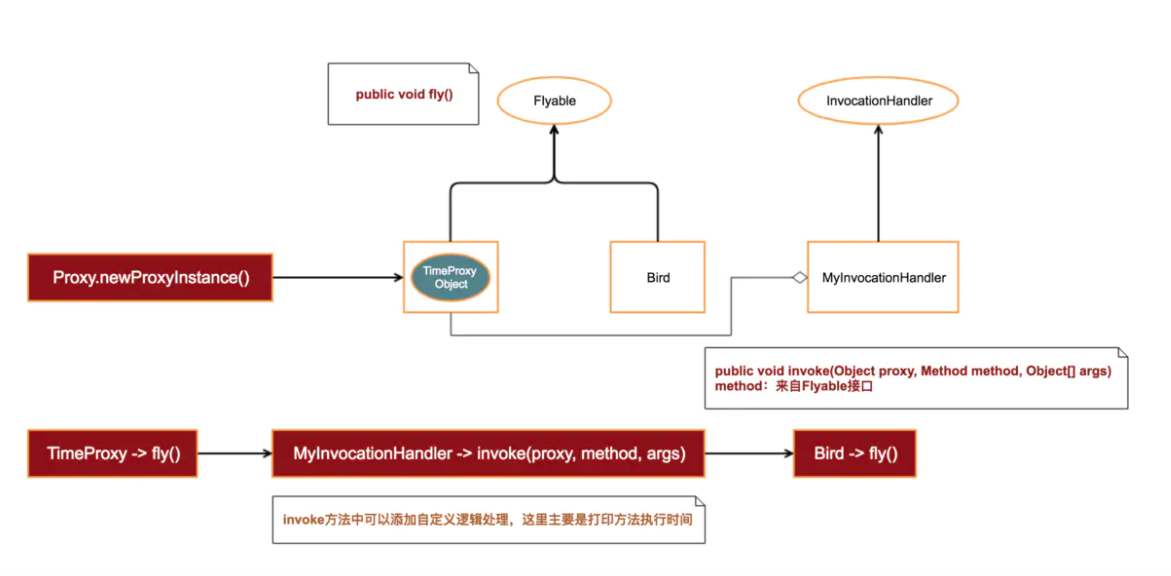 public void fly()
Flyable
InvocationHandler
Proxy.newProxyInstance()
TimeProxy
Object
Bird
MyInvocationHandler
public void invoke(Object proxy, Method method, Object[] args)
method：来自Flyable接口
TimeProxy -> fly()
MyInvocationHandler -> invoke(proxy, method, args)
Bird -> fly()
invoke方法中可以添加自定义逻辑处理，这里主要是打印方法执行时间